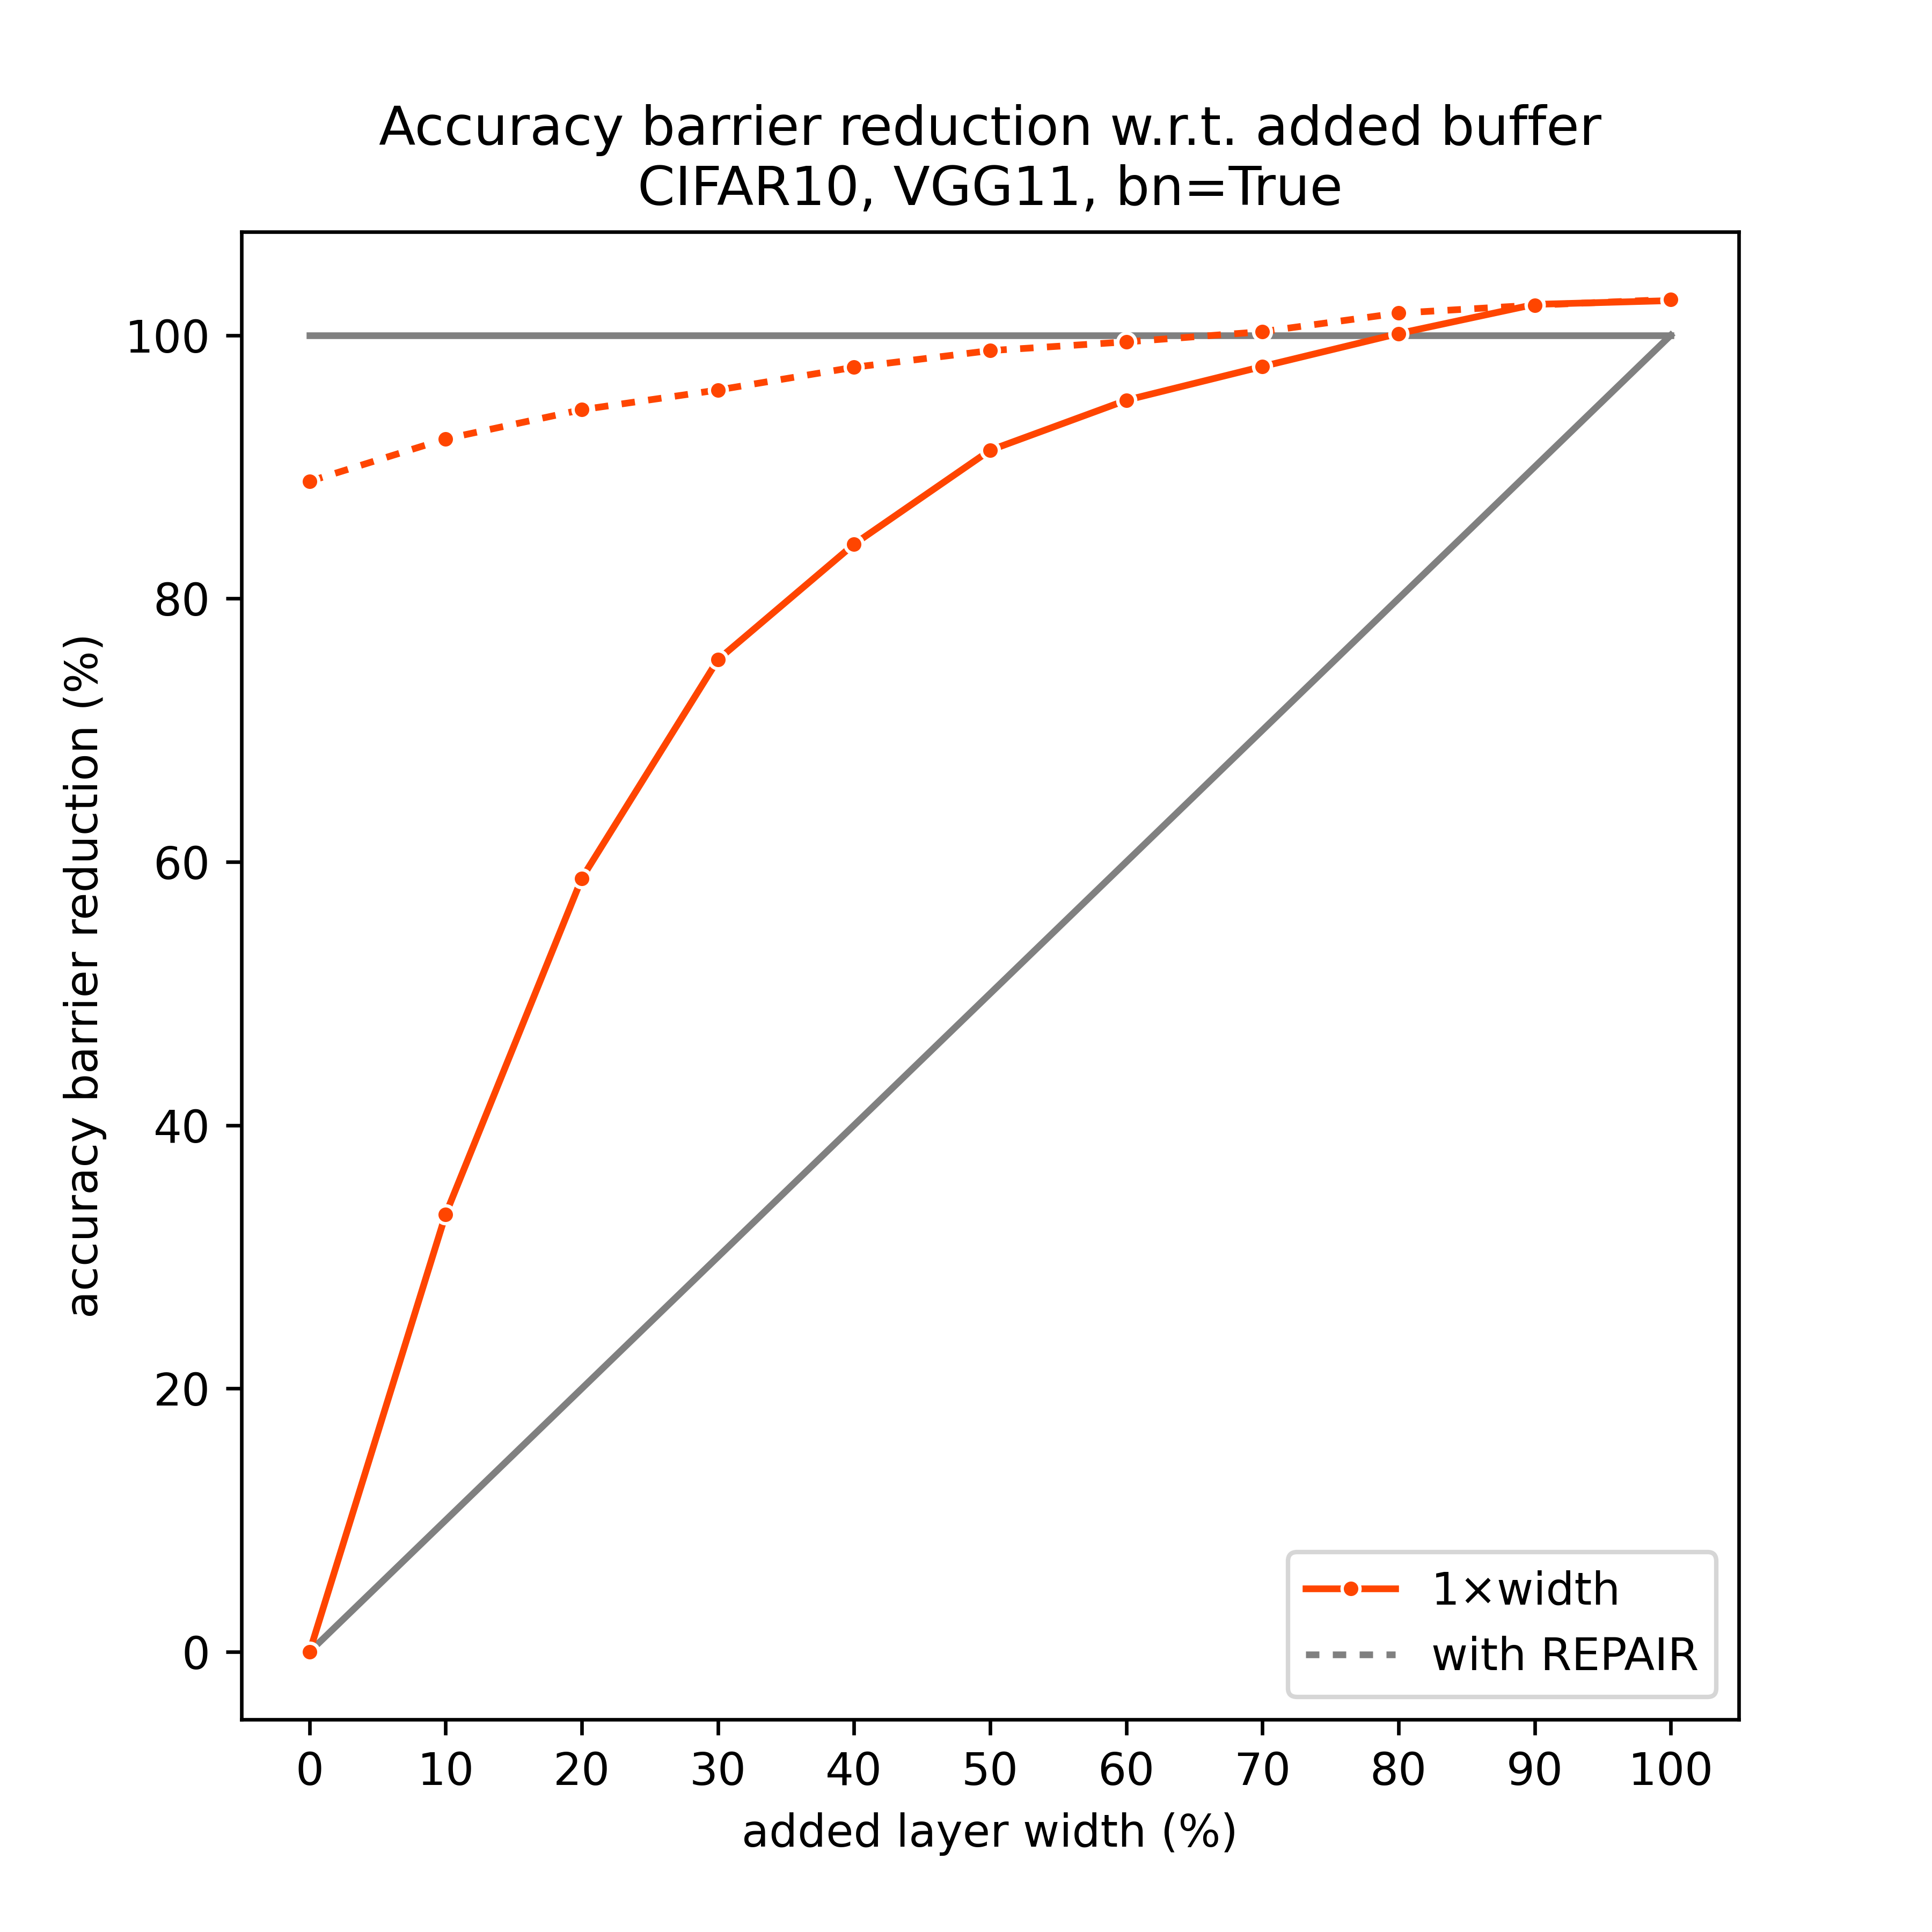 Accuracy barrier reduction w.r.t. added buffer
CIFAR10, VGG11, bn=True
accuracy barrier reduction (%)
100
80
60
40
20
0
1×width
with REPAIR
0 10 20 30 40 50 60 70 80 90 100
added layer width (%)